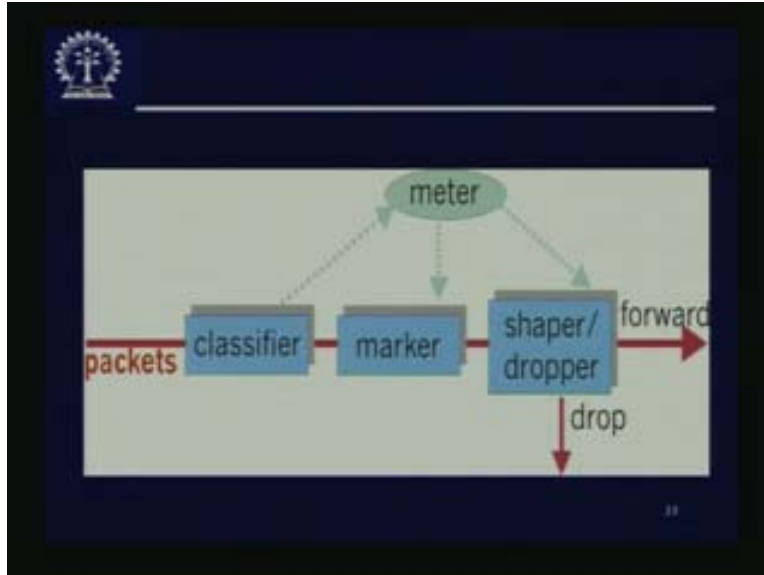 meter
packets
classifier
marker
shaper/
dropper
forward
drop